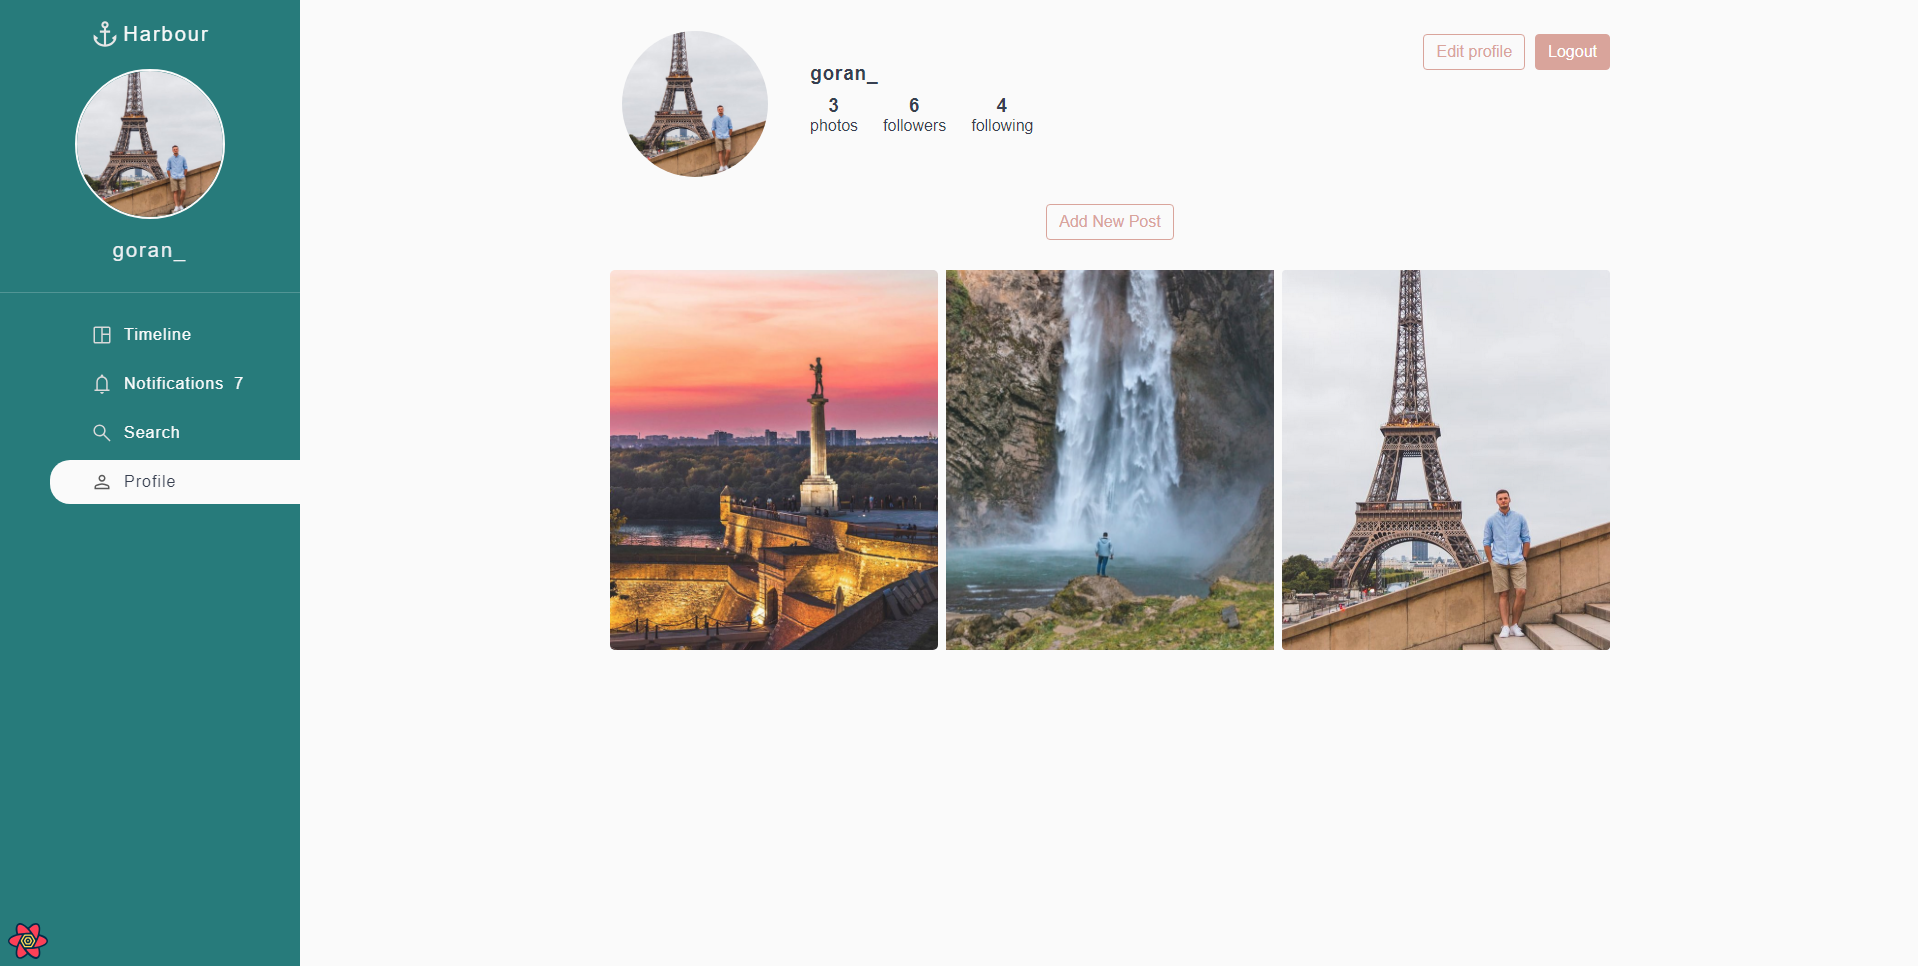 Harbour
goran_
Timeline
Notifications 7
Search
Profile
goran_
3 6 4
photos followers following
Edit profile Logout
Add New Post